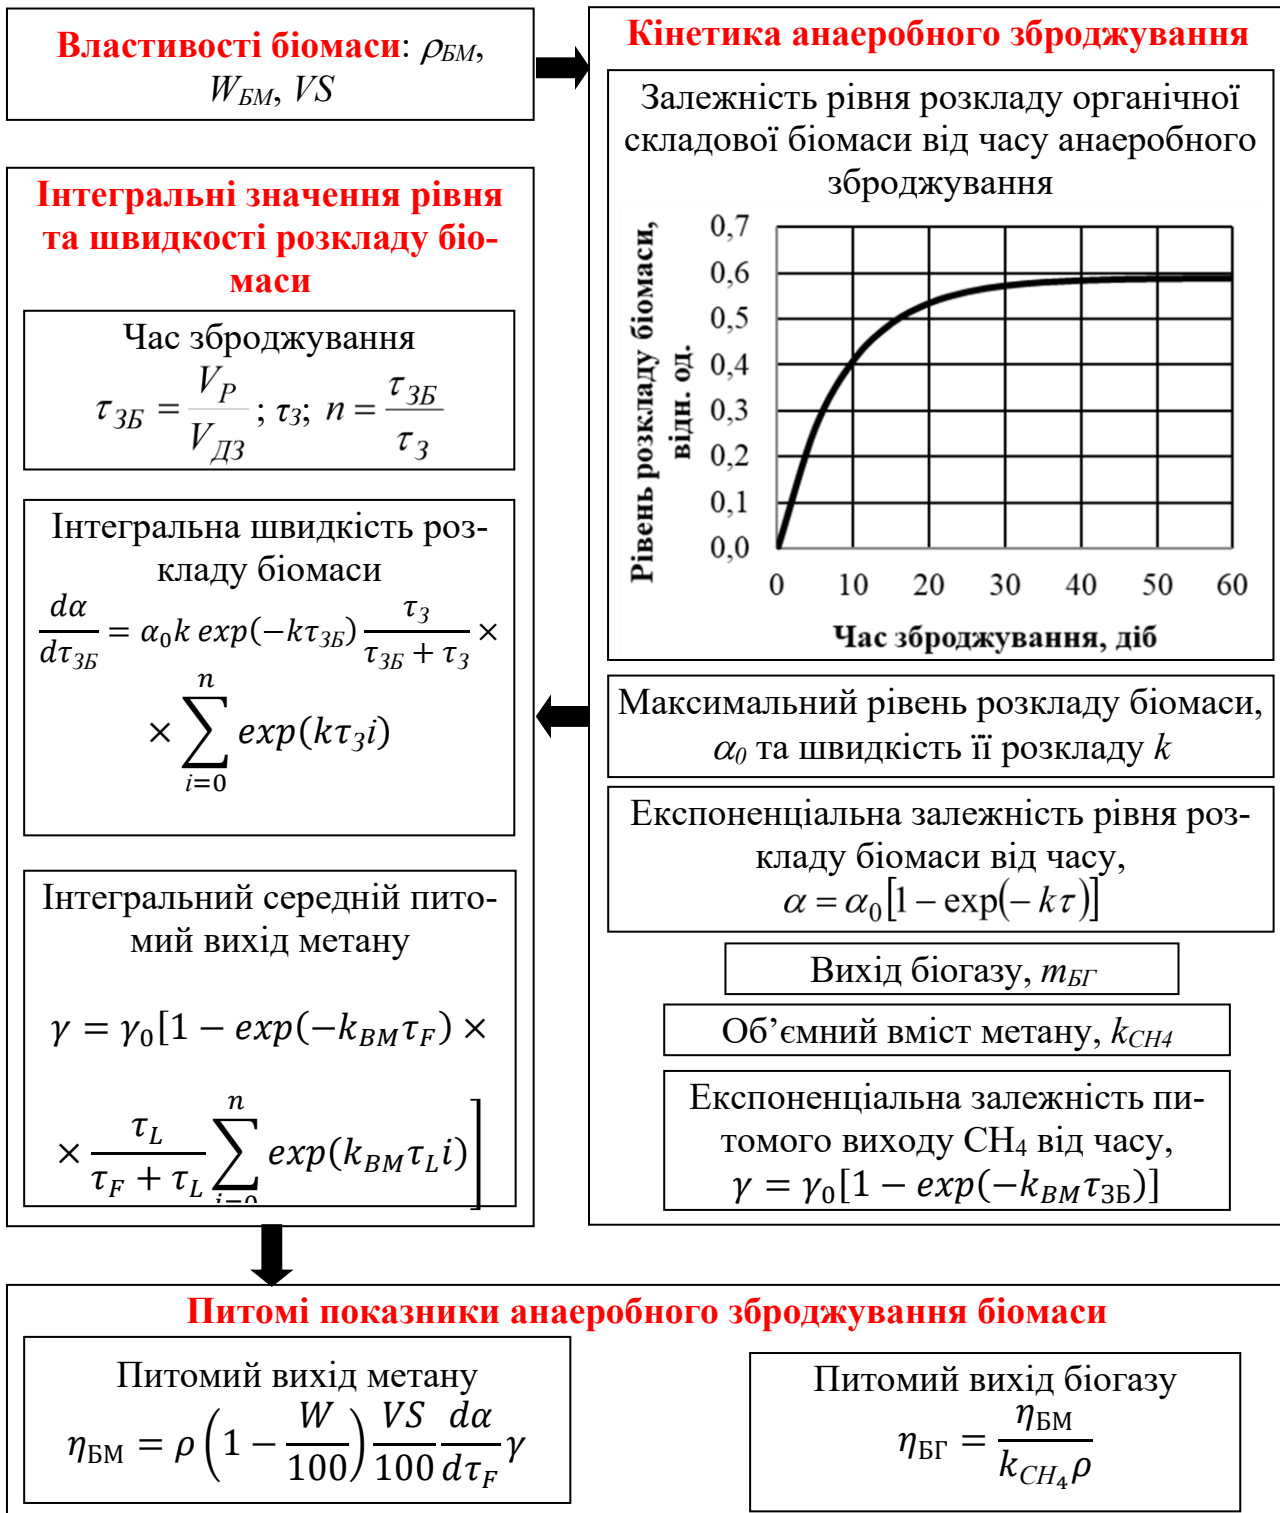 Властивості біомаси: ρБМ,
WБМ, VS
Кінетика анаеробного зброджування
Залежність рівня розкладу органічної
складової біомаси від часу анаеробного
зброджування
Рівень розкладу біомаси,
відн. од.
0,7
0,6
0,5
0,4
0,3
0,2
0,1
0,0
0 10 20 30 40 50 60
Час зброджування, діб
Максимальний рівень розкладу біомаси,
α0 та швидкість її розкладу k
Експоненціальна залежність рівня роз-
кладу біомаси від часу,
α = α0[1 − exp(− kτ)]
Вихід біогазу, mБГ
Об’ємний вміст метану, kCH4
Експоненціальна залежність пи-
томого виходу CH4 від часу,
γ = γ0[1 − exp(−kBMτЗБ)]
Інтегральні значення рівня
та швидкості розкладу біо-
маси
Час зброджування
τЗБ = VР / VДЗ ; τЗ; n = τЗБ / τЗ
Інтегральна швидкість роз-
кладу біомаси
dα / dτЗБ = α0k exp(−kτЗБ) τЗ / (τЗБ + τЗ) ×
× ∑ i=0 n exp(kτЗi)
Інтегральний середній пито-
мий вихід метану
γ = γ0[1 − exp(−kBMτF) ×
× τL / (τF + τL) ∑ i=0 n exp(kBMτLi)]
Питомі показники анаеробного зброджування біомаси
Питомий вихід метану
ηБМ = ρ (1 − W / 100) VS / 100 dα / dτF γ
Питомий вихід біогазу
ηБГ = ηБМ / kCH4ρ